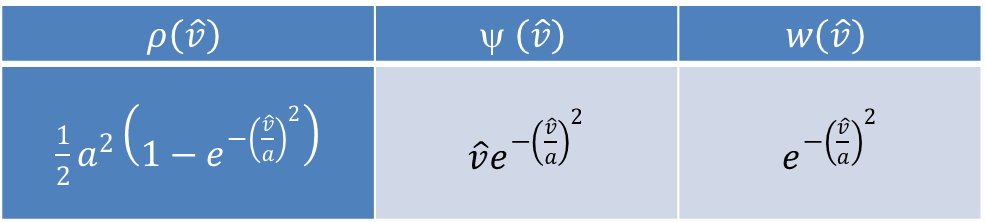 ρ(v̂) ψ (v̂) w(v̂)
½a²(1 − e^{−(v̂/a)²}) v̂e^{−(v̂/a)²} e^{−(v̂/a)²}